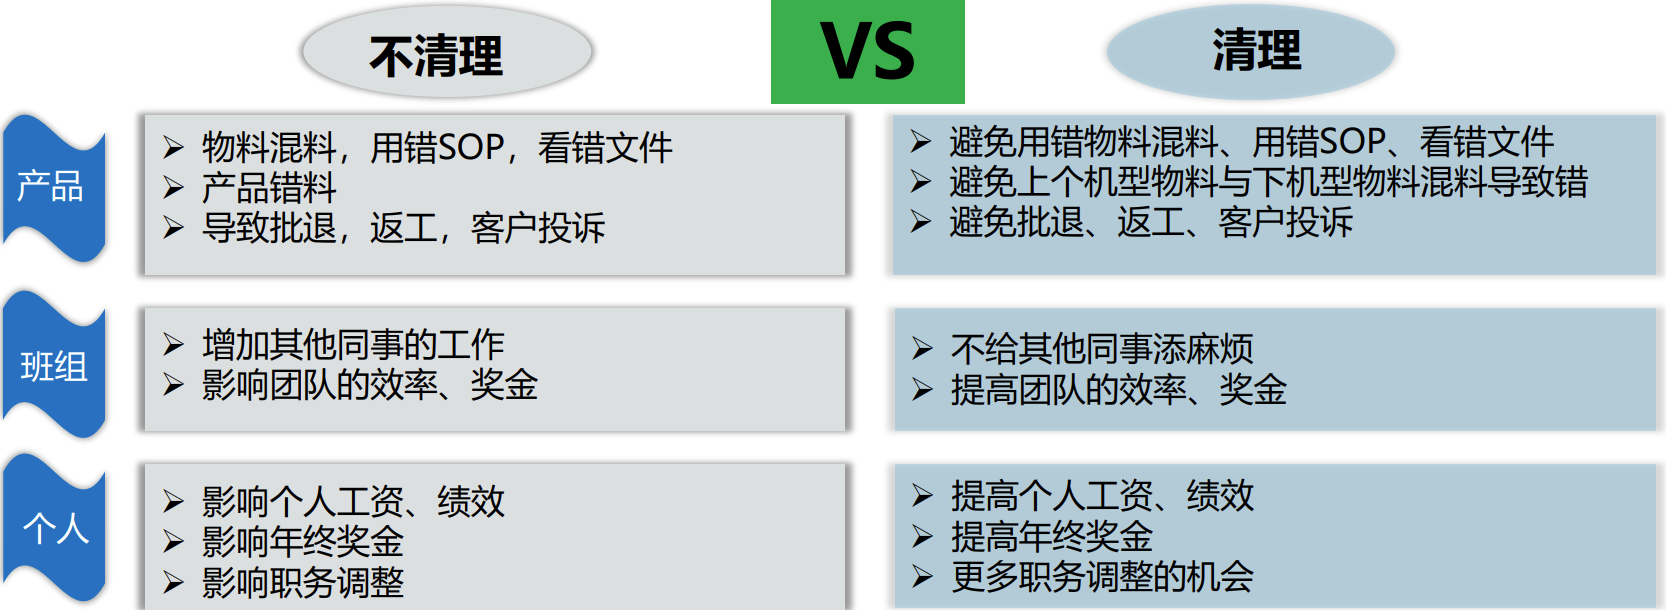 不清理
VS
清理
产品
物料混料，用错SOP，看错文件
产品错料
导致批退，返工，客户投诉
避免用错物料混料、用错SOP、看错文件
避免上个机型物料与下机型物料混料导致错
避免批退、返工、客户投诉
班组
增加其他同事的工作
影响团队的效率、奖金
不给其他同事添麻烦
提高团队的效率、奖金
个人
影响个人工资、绩效
影响年终奖金
影响职务调整
提高个人工资、绩效
提高年终奖金
更多职务调整的机会